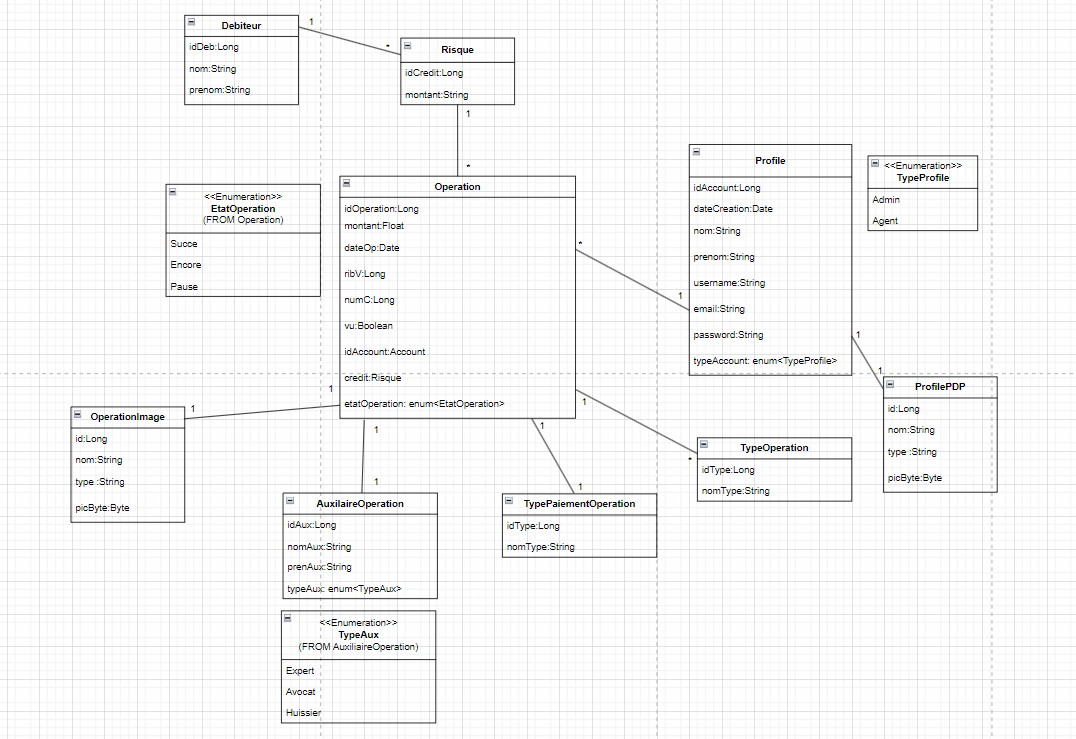 Debiteur
idDeb:Long
nom:String
prenom:String
1
*
Risque
idCredit:Long
montant:String
1
*
<<Enumeration>>
EtatOperation
(FROM Operation)
Succe
Encore
Pause
Operation
idOperation:Long
montant:Float
dateOp:Date
ribV:Long
numC:Long
vu:Boolean
idAccount:Account
credit:Risque
etatOperation: enum<EtatOperation>
*
1
Profile
idAccount:Long
dateCreation:Date
nom:String
prenom:String
username:String
email:String
password:String
typeAccount: enum<TypeProfile>
<<Enumeration>>
TypeProfile
Admin
Agent
1
1
ProfilePDP
id:Long
nom:String
type :String
picByte:Byte
1
1
OperationImage
id:Long
nom:String
type :String
picByte:Byte
1
1
AuxilaireOperation
idAux:Long
nomAux:String
prenAux:String
typeAux: enum<TypeAux>
1
1
TypePaiementOperation
idType:Long
nomType:String
1
*
TypeOperation
idType:Long
nomType:String
<<Enumeration>>
TypeAux
(FROM AuxiliaireOperation)
Expert
Avocat
Huissier